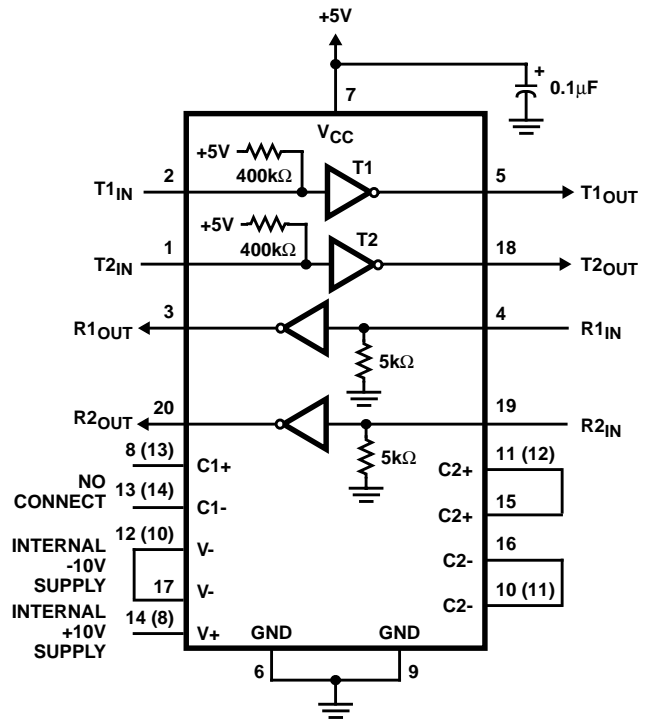 +5V
+
0.1μF
7
VCC
+5V
400kΩ
T1
2
5
T1IN
T1OUT
+5V
400kΩ
T2
1
18
T2IN
T2OUT
3
4
R1OUT
R1IN
5kΩ
20
19
R2OUT
R2IN
5kΩ
8 (13)
C1+
11 (12)
C2+
NO
CONNECT
13 (14)
C1-
15
C2+
12 (10)
INTERNAL
-10V
SUPPLY
V-
16
C2-
17
V-
10 (11)
C2-
INTERNAL
+10V
SUPPLY
14 (8)
V+
GND
GND
6
9